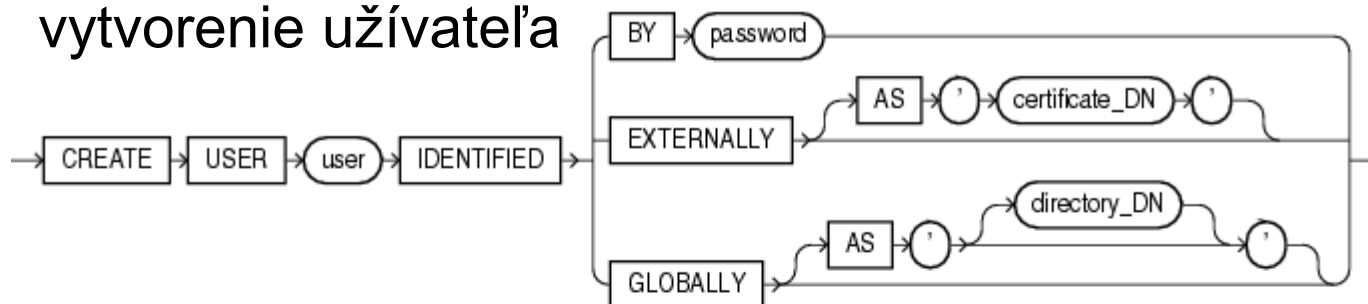 vytvorenie užívateľa
BY password
AS ' certificate_DN '
EXTERNALLY
CREATE USER user IDENTIFIED
directory_DN
AS ' '
GLOBALLY